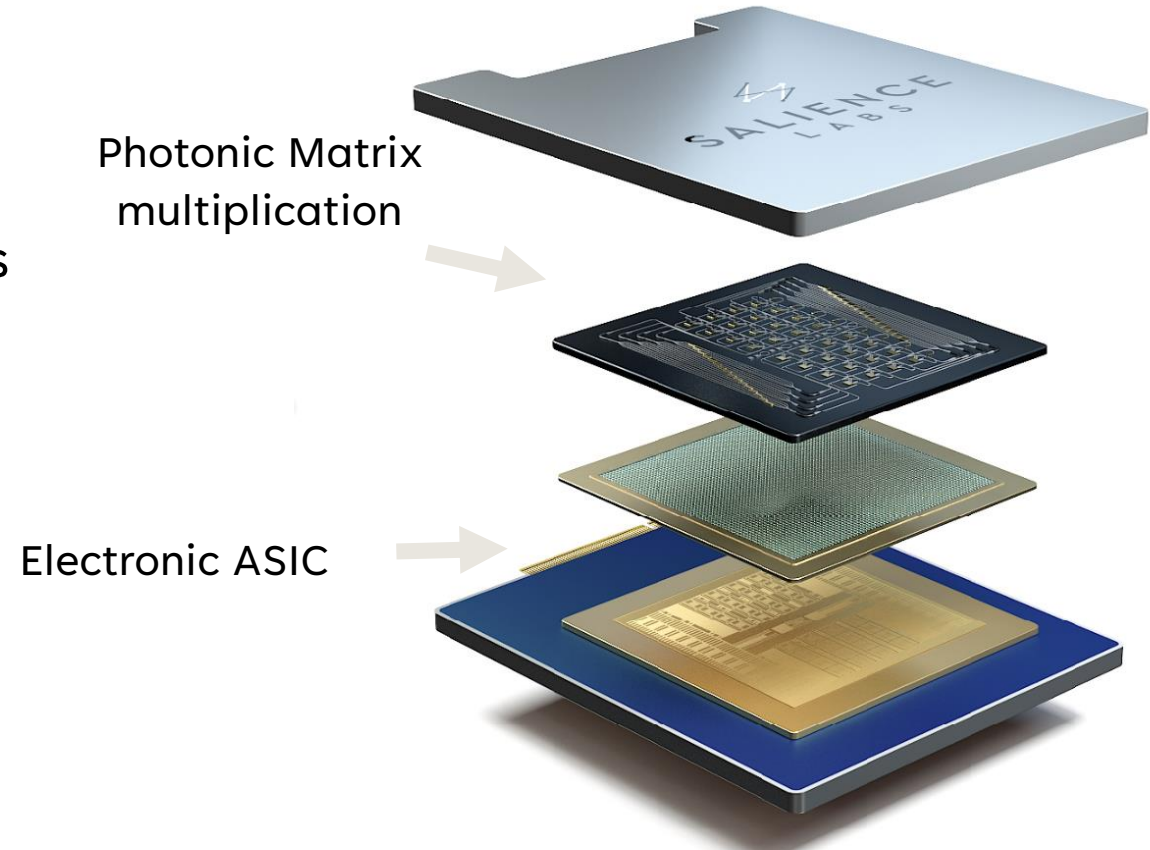 SALIENCE
LABS
Photonic Matrix
multiplication
s
Electronic ASIC